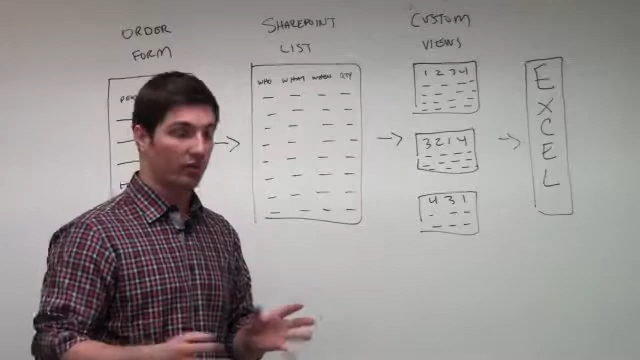 ORDER
FORM
SHAREPOINT
LIST
CUSTOM
VIEWS
WHO WHAT WHEN QTY
1 2 3 4
3 2 1 4
4 3 1
EXCEL